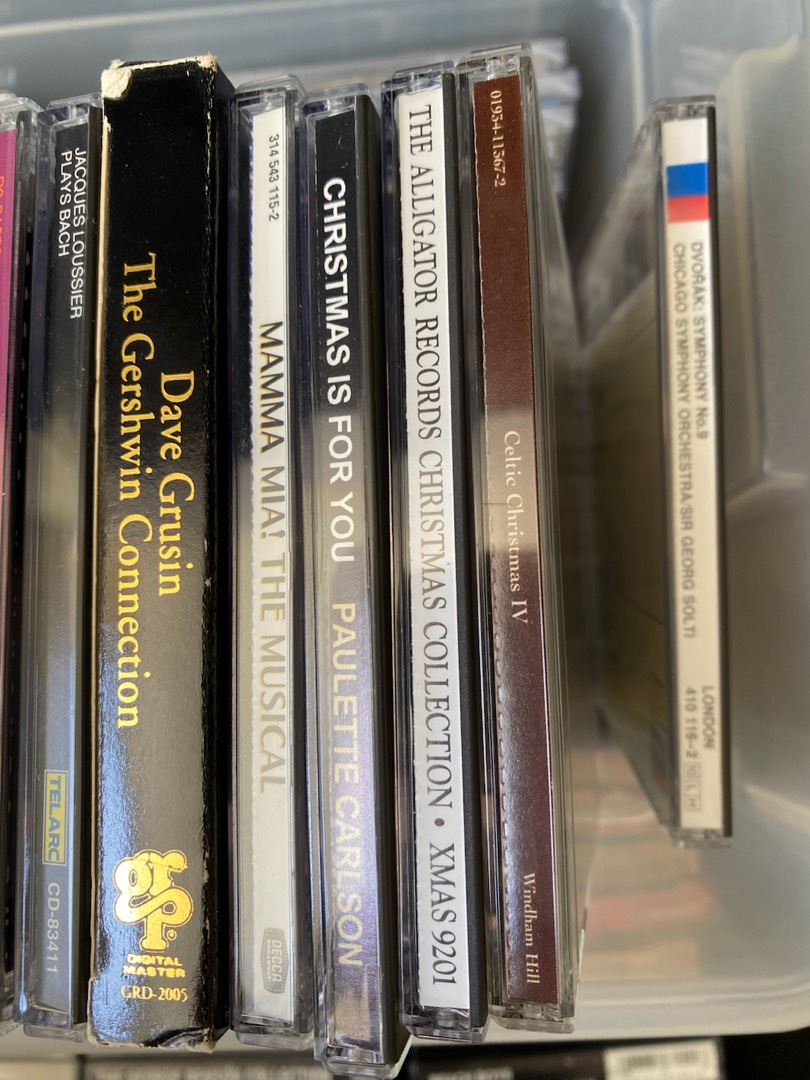 JACQUES LOUSSIER
PLAYS BACH
TELARC
CD-83411
Dave Grusin
The Gershwin Connection
grp
DIGITAL
MASTER
GRD-2005
314 543 115-2
MAMMA MIA! THE MUSICAL
DECCA
BROADWAY
CHRISTMAS IS FOR YOU PAULETTE CARLSON
THE ALLIGATOR RECORDS CHRISTMAS COLLECTION • XMAS 9201
01934-11367-2
Celtic Christmas IV
Windham Hill
DVOŘÁK: SYMPHONY No.9
CHICAGO SYMPHONY ORCHESTRA/SIR GEORG SOLTI
LONDON
410 116-2